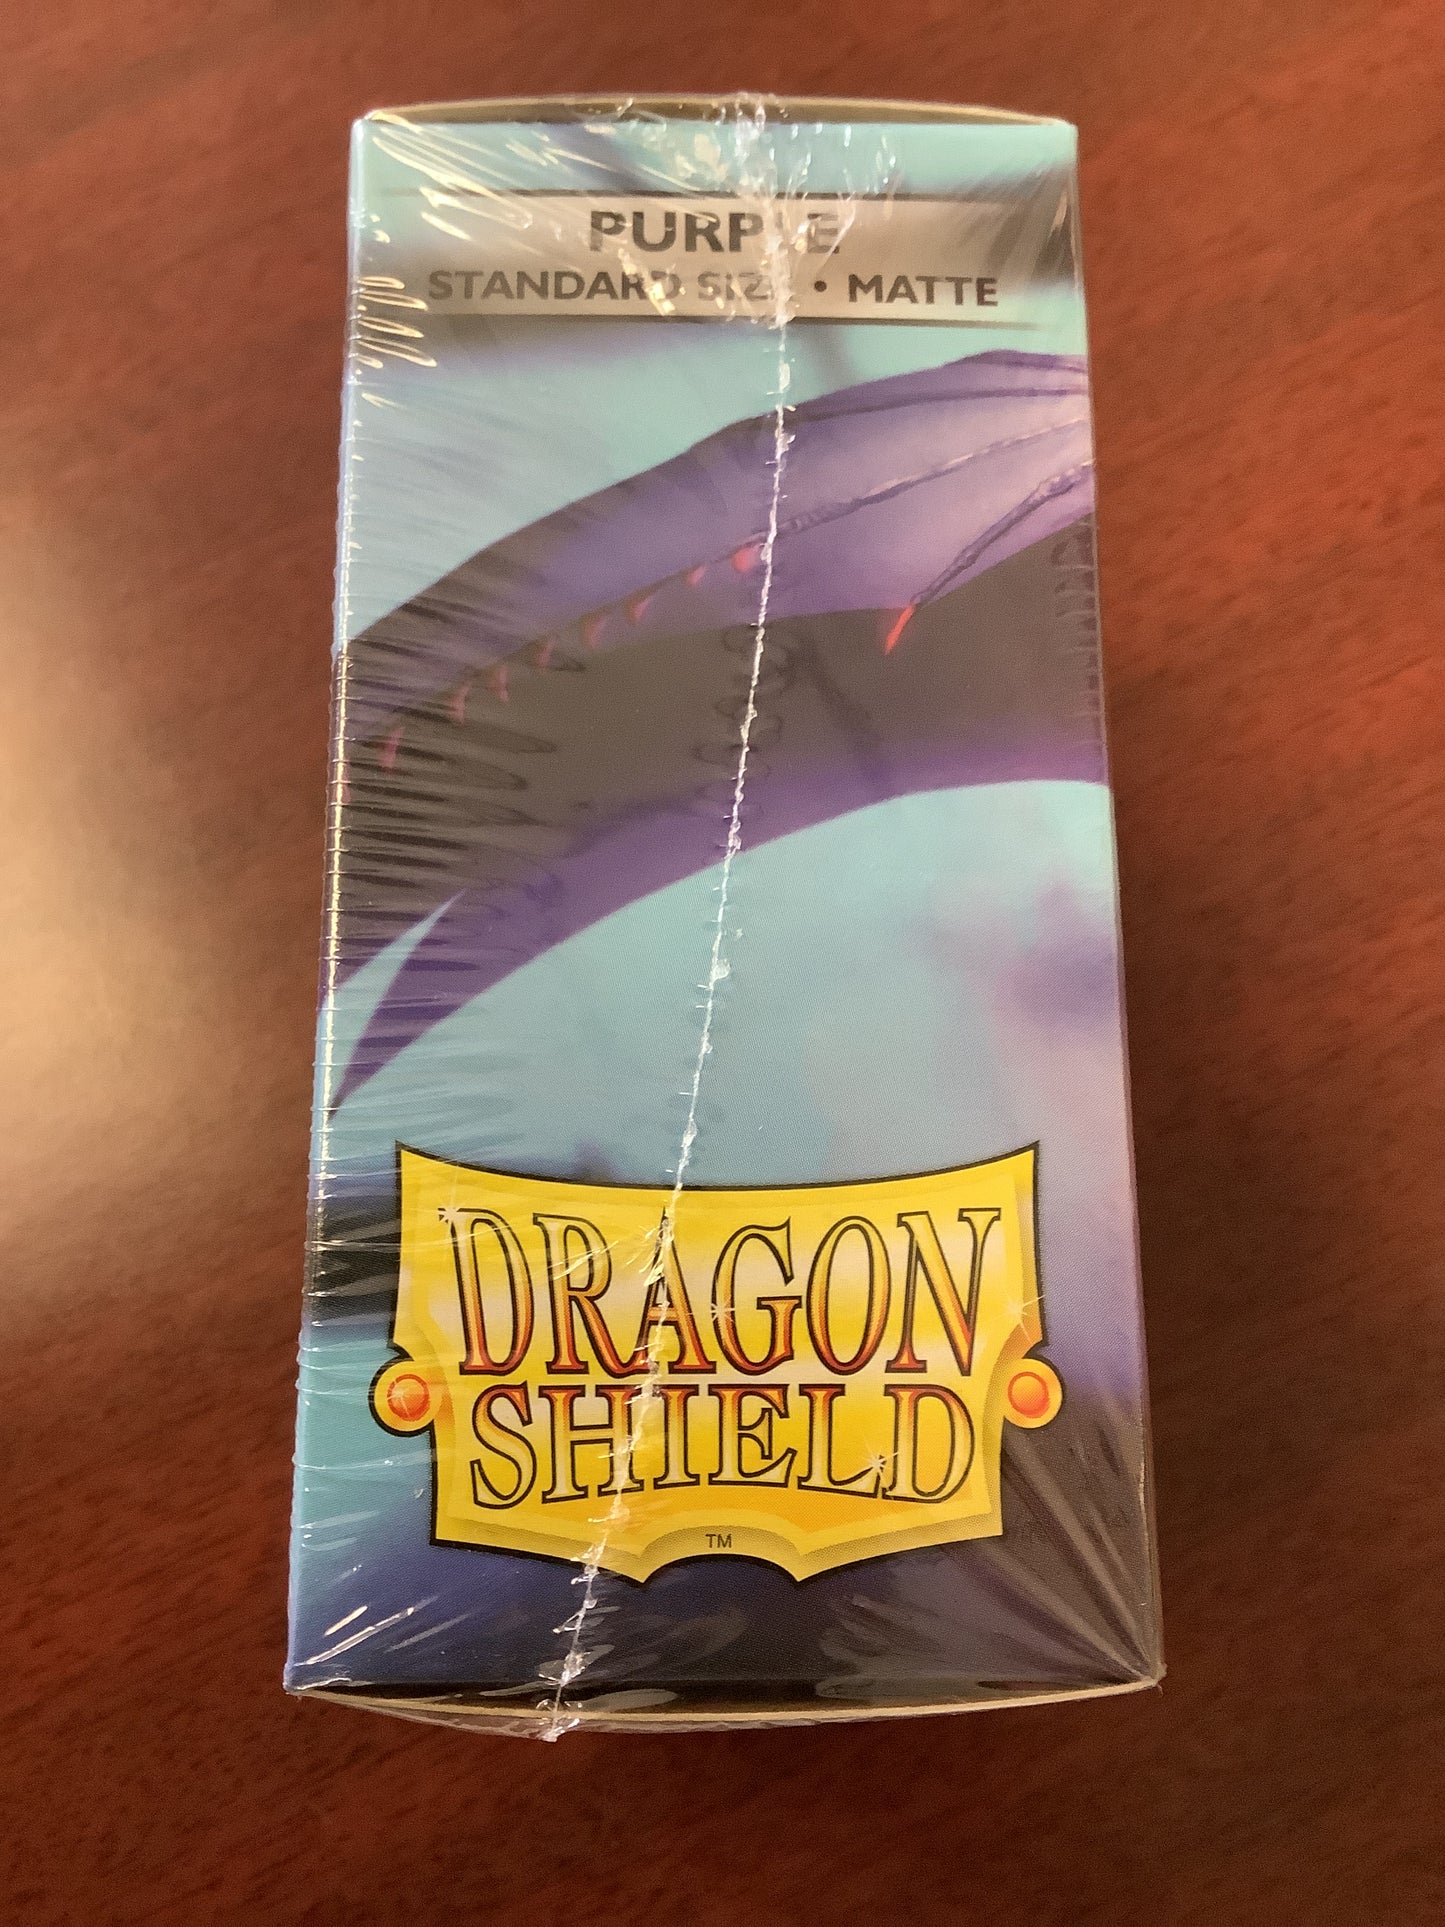 PURPLE
STANDARD SIZE • MATTE
DRAGON
SHIELD
TM